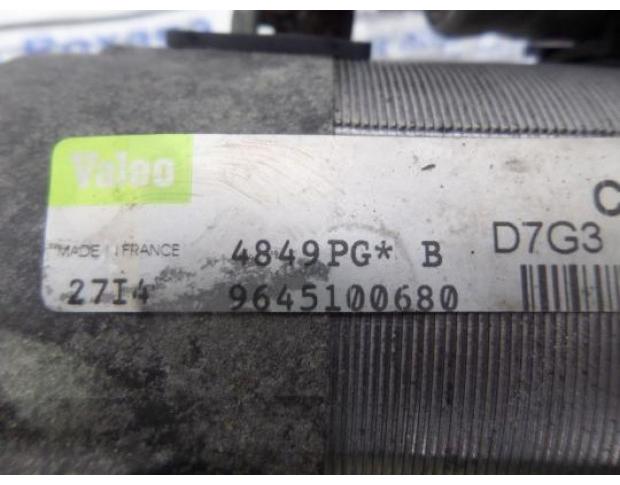 Valeo
C
MADE IN FRANCE 4849PG* B D7G3
27I4 9645100680